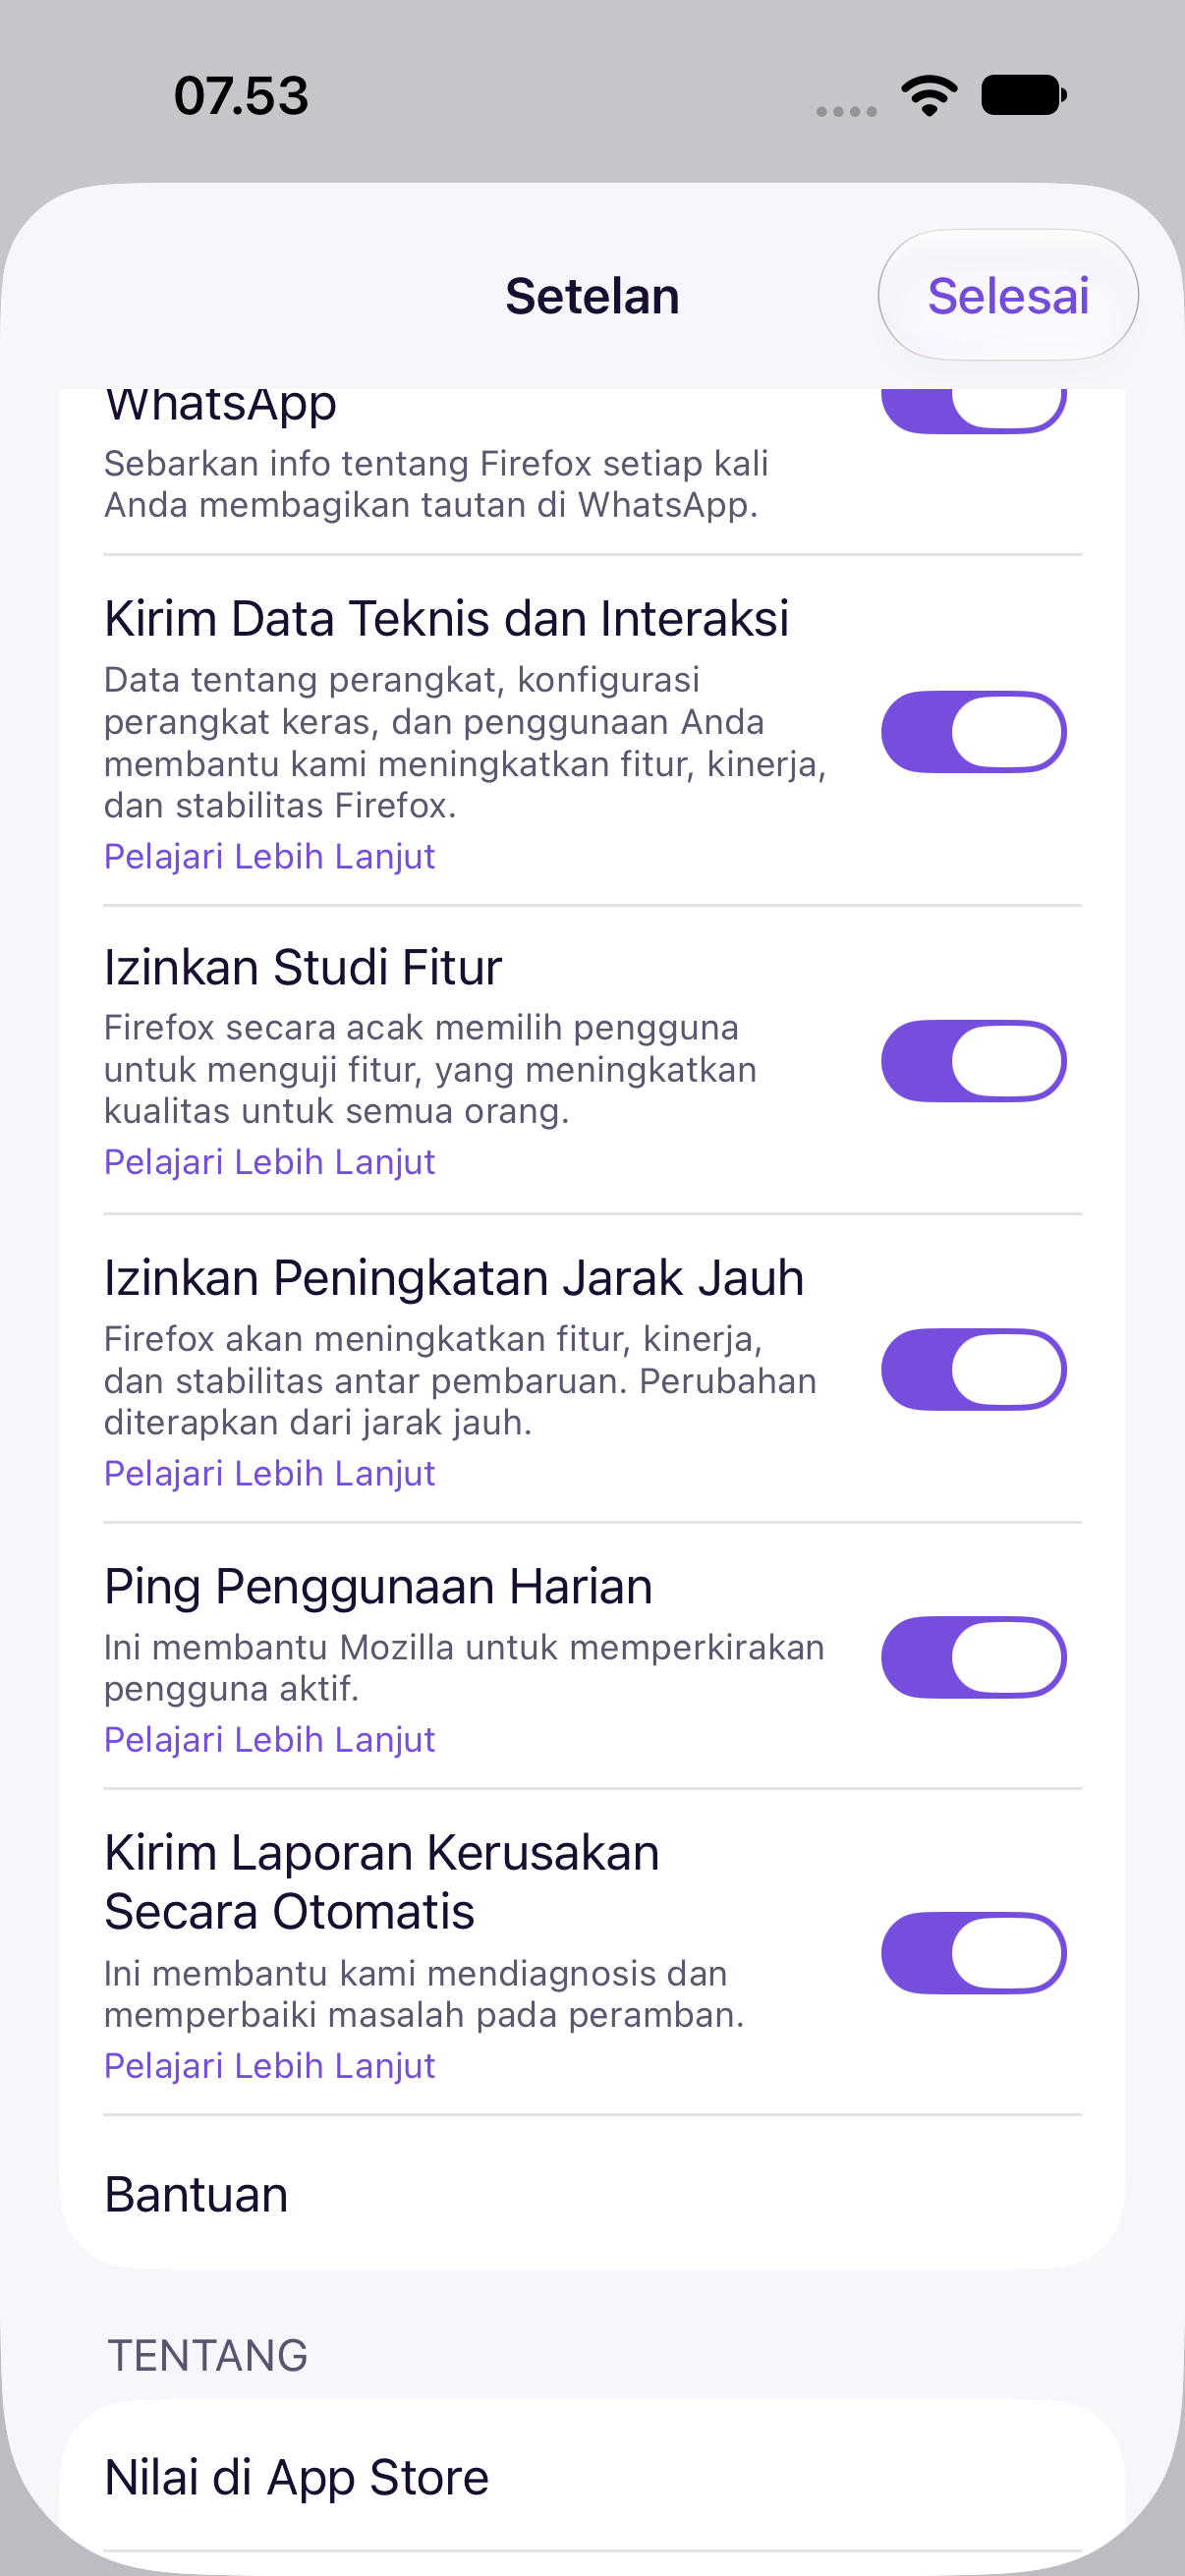 07.53
Setelan
Selesai
WhatsApp
Sebarkan info tentang Firefox setiap kali
Anda membagikan tautan di WhatsApp.
Kirim Data Teknis dan Interaksi
Data tentang perangkat, konfigurasi
perangkat keras, dan penggunaan Anda
membantu kami meningkatkan fitur, kinerja,
dan stabilitas Firefox.
Pelajari Lebih Lanjut
Izinkan Studi Fitur
Firefox secara acak memilih pengguna
untuk menguji fitur, yang meningkatkan
kualitas untuk semua orang.
Pelajari Lebih Lanjut
Izinkan Peningkatan Jarak Jauh
Firefox akan meningkatkan fitur, kinerja,
dan stabilitas antar pembaruan. Perubahan
diterapkan dari jarak jauh.
Pelajari Lebih Lanjut
Ping Penggunaan Harian
Ini membantu Mozilla untuk memperkirakan
pengguna aktif.
Pelajari Lebih Lanjut
Kirim Laporan Kerusakan
Secara Otomatis
Ini membantu kami mendiagnosis dan
memperbaiki masalah pada peramban.
Pelajari Lebih Lanjut
Bantuan
TENTANG
Nilai di App Store